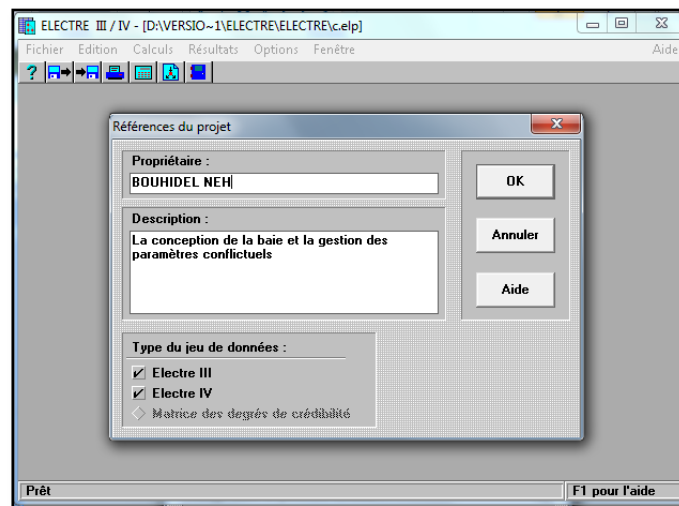 ELECTRE III / IV - [D:\VERSIO~1\ELECTRE\ELECTRE\c.elp]
Fichier Edition Calculs Résultats Options Fenêtre Aide
?
Références du projet
Propriétaire :
BOUHIDEL NEH
OK
Description :
La conception de la baie et la gestion des
paramètres conflictuels
Annuler
Aide
Type du jeu de données :
Electre III
Electre IV
Matrice des degrés de crédibilité
Prêt F1 pour l'aide